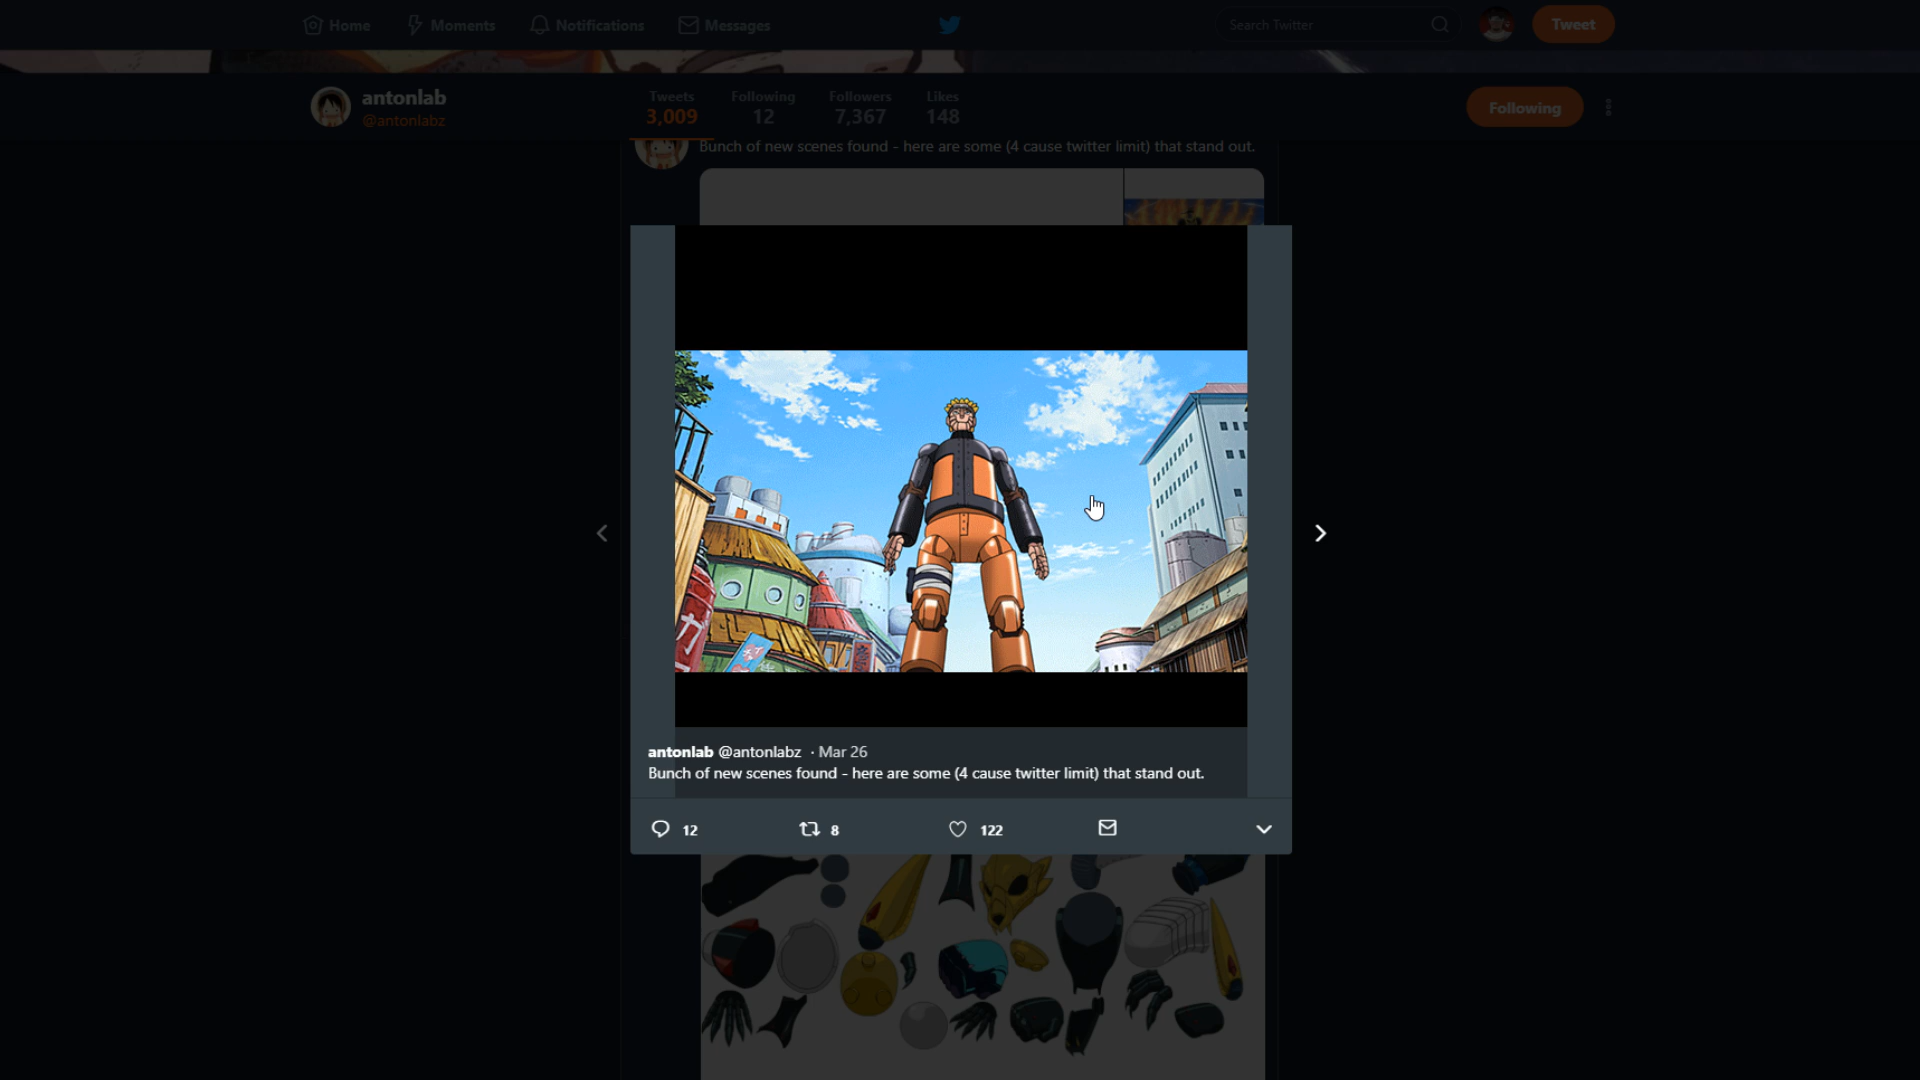 Home
Moments
Notifications
Messages
Search Twitter
Tweet
antonlab
@antonlabz
Tweets
3,009
Following
12
Followers
7,367
Likes
148
Following
Bunch of new scenes found - here are some (4 cause twitter limit) that stand out.
antonlab @antonlabz · Mar 26
Bunch of new scenes found - here are some (4 cause twitter limit) that stand out.
12
8
122